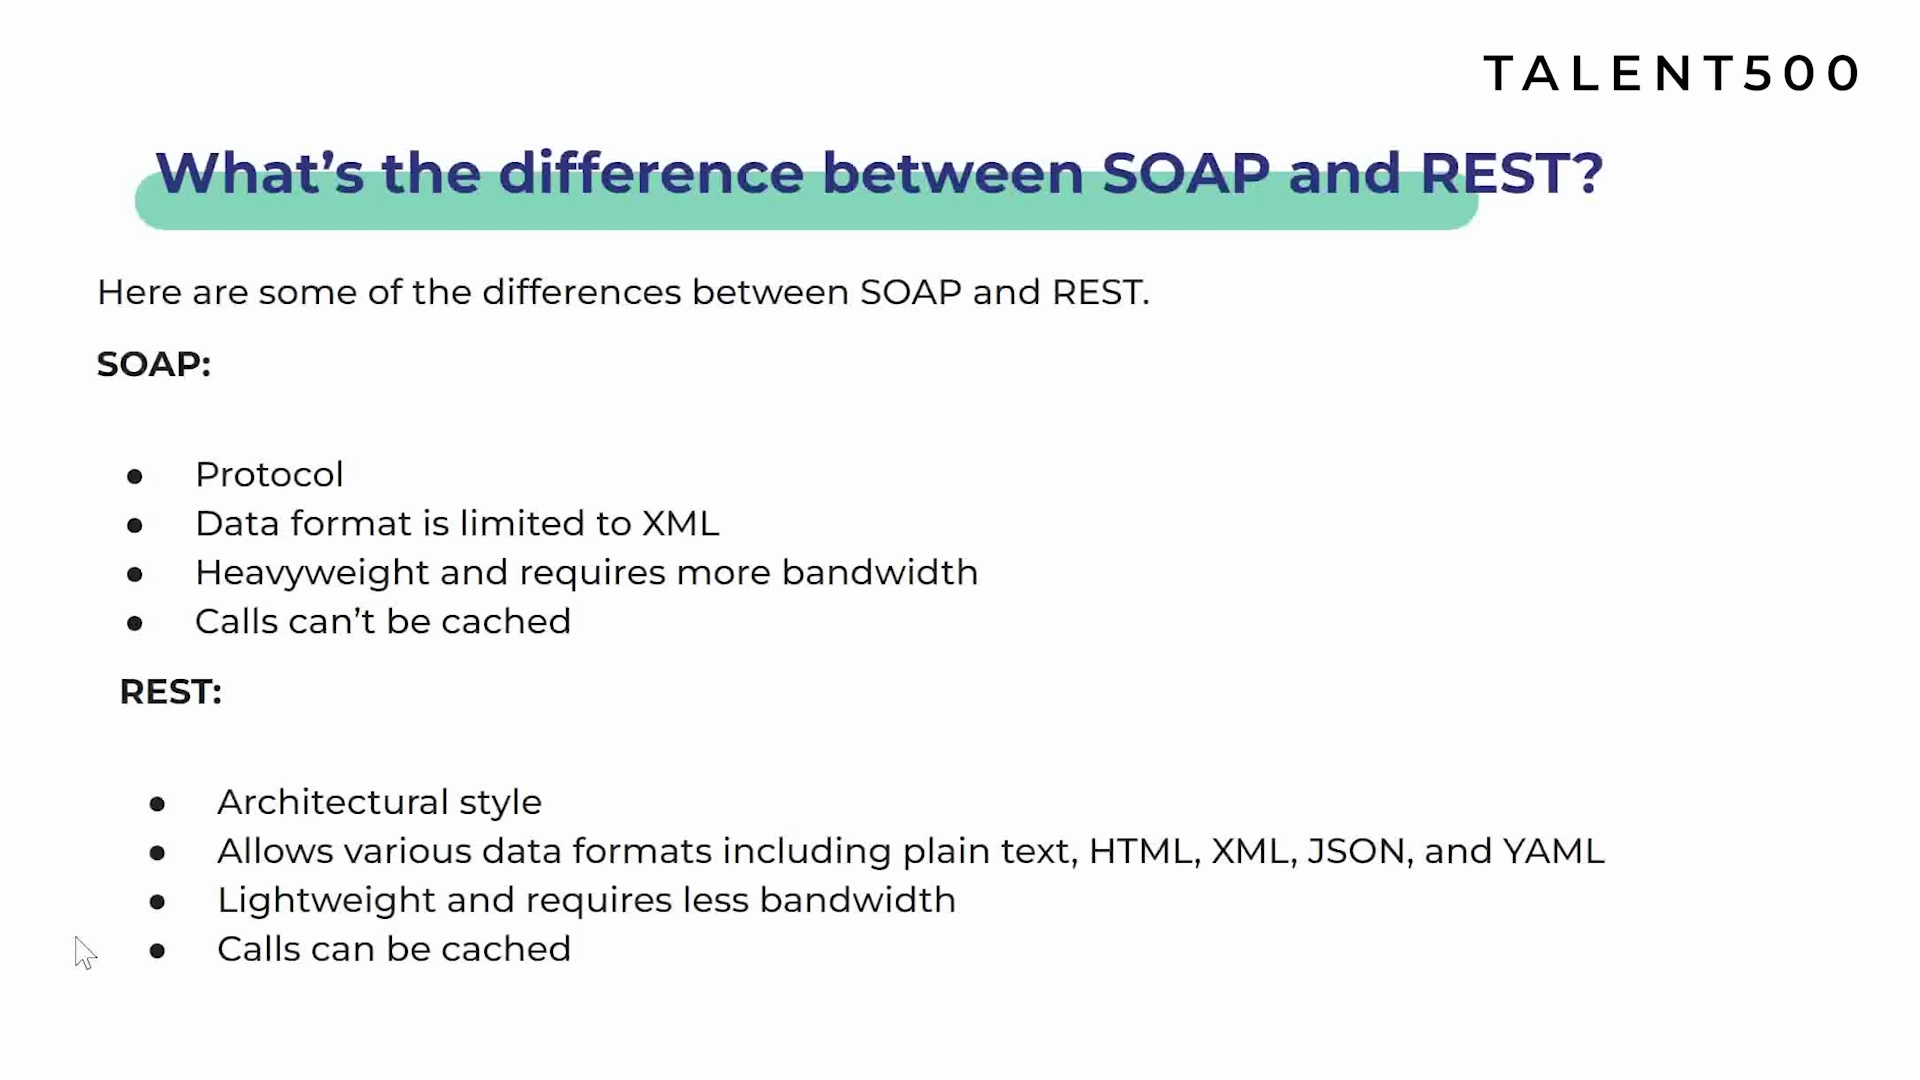 TALENT500
What’s the difference between SOAP and REST?
Here are some of the differences between SOAP and REST.
SOAP:
● Protocol
● Data format is limited to XML
● Heavyweight and requires more bandwidth
● Calls can’t be cached
REST:
● Architectural style
● Allows various data formats including plain text, HTML, XML, JSON, and YAML
● Lightweight and requires less bandwidth
● Calls can be cached